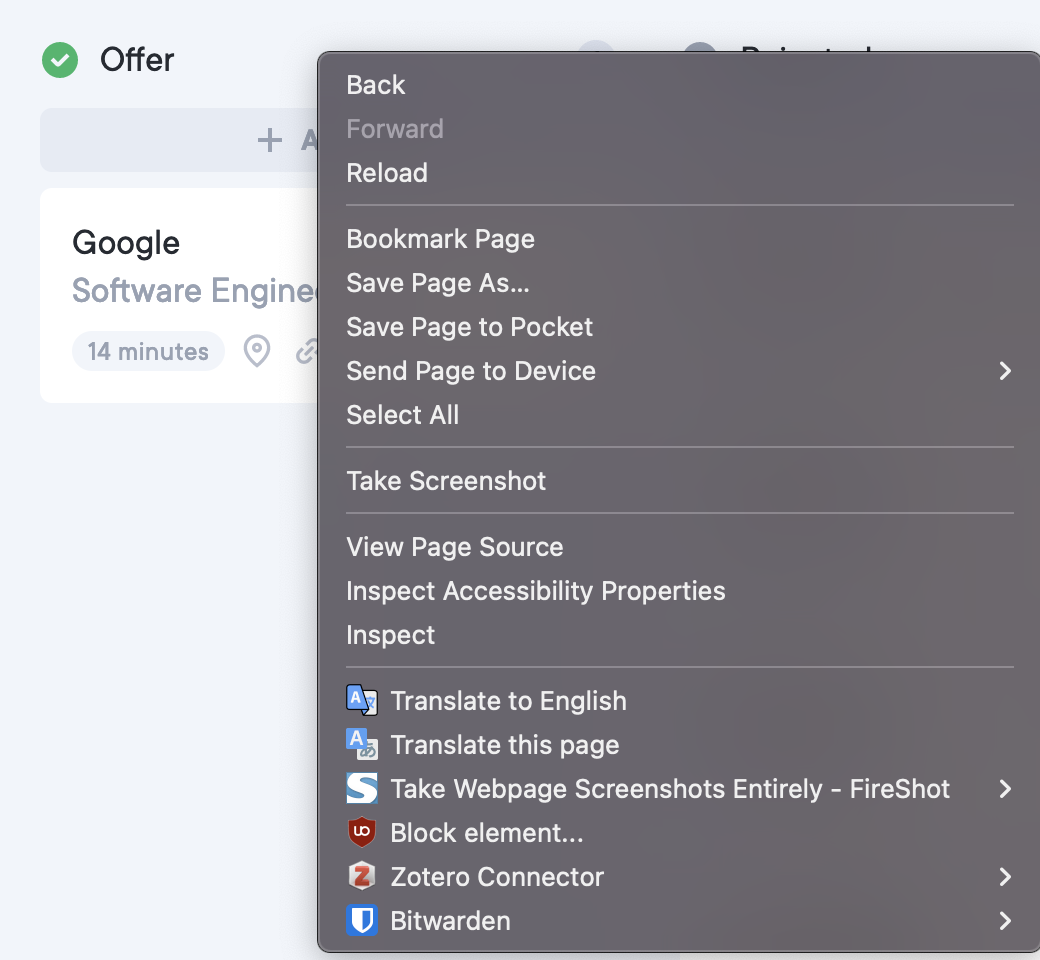 Offer
Back
Forward
Reload
Google
Bookmark Page
Software
Save Page As...
14 minutes
Save Page to Pocket
Send Page to Device
Select All
Take Screenshot
View Page Source
Inspect Accessibility Properties
Inspect
Translate to English
Translate this page
Take Webpage Screenshots Entirely - FireShot
Block element...
Zotero Connector
Bitwarden